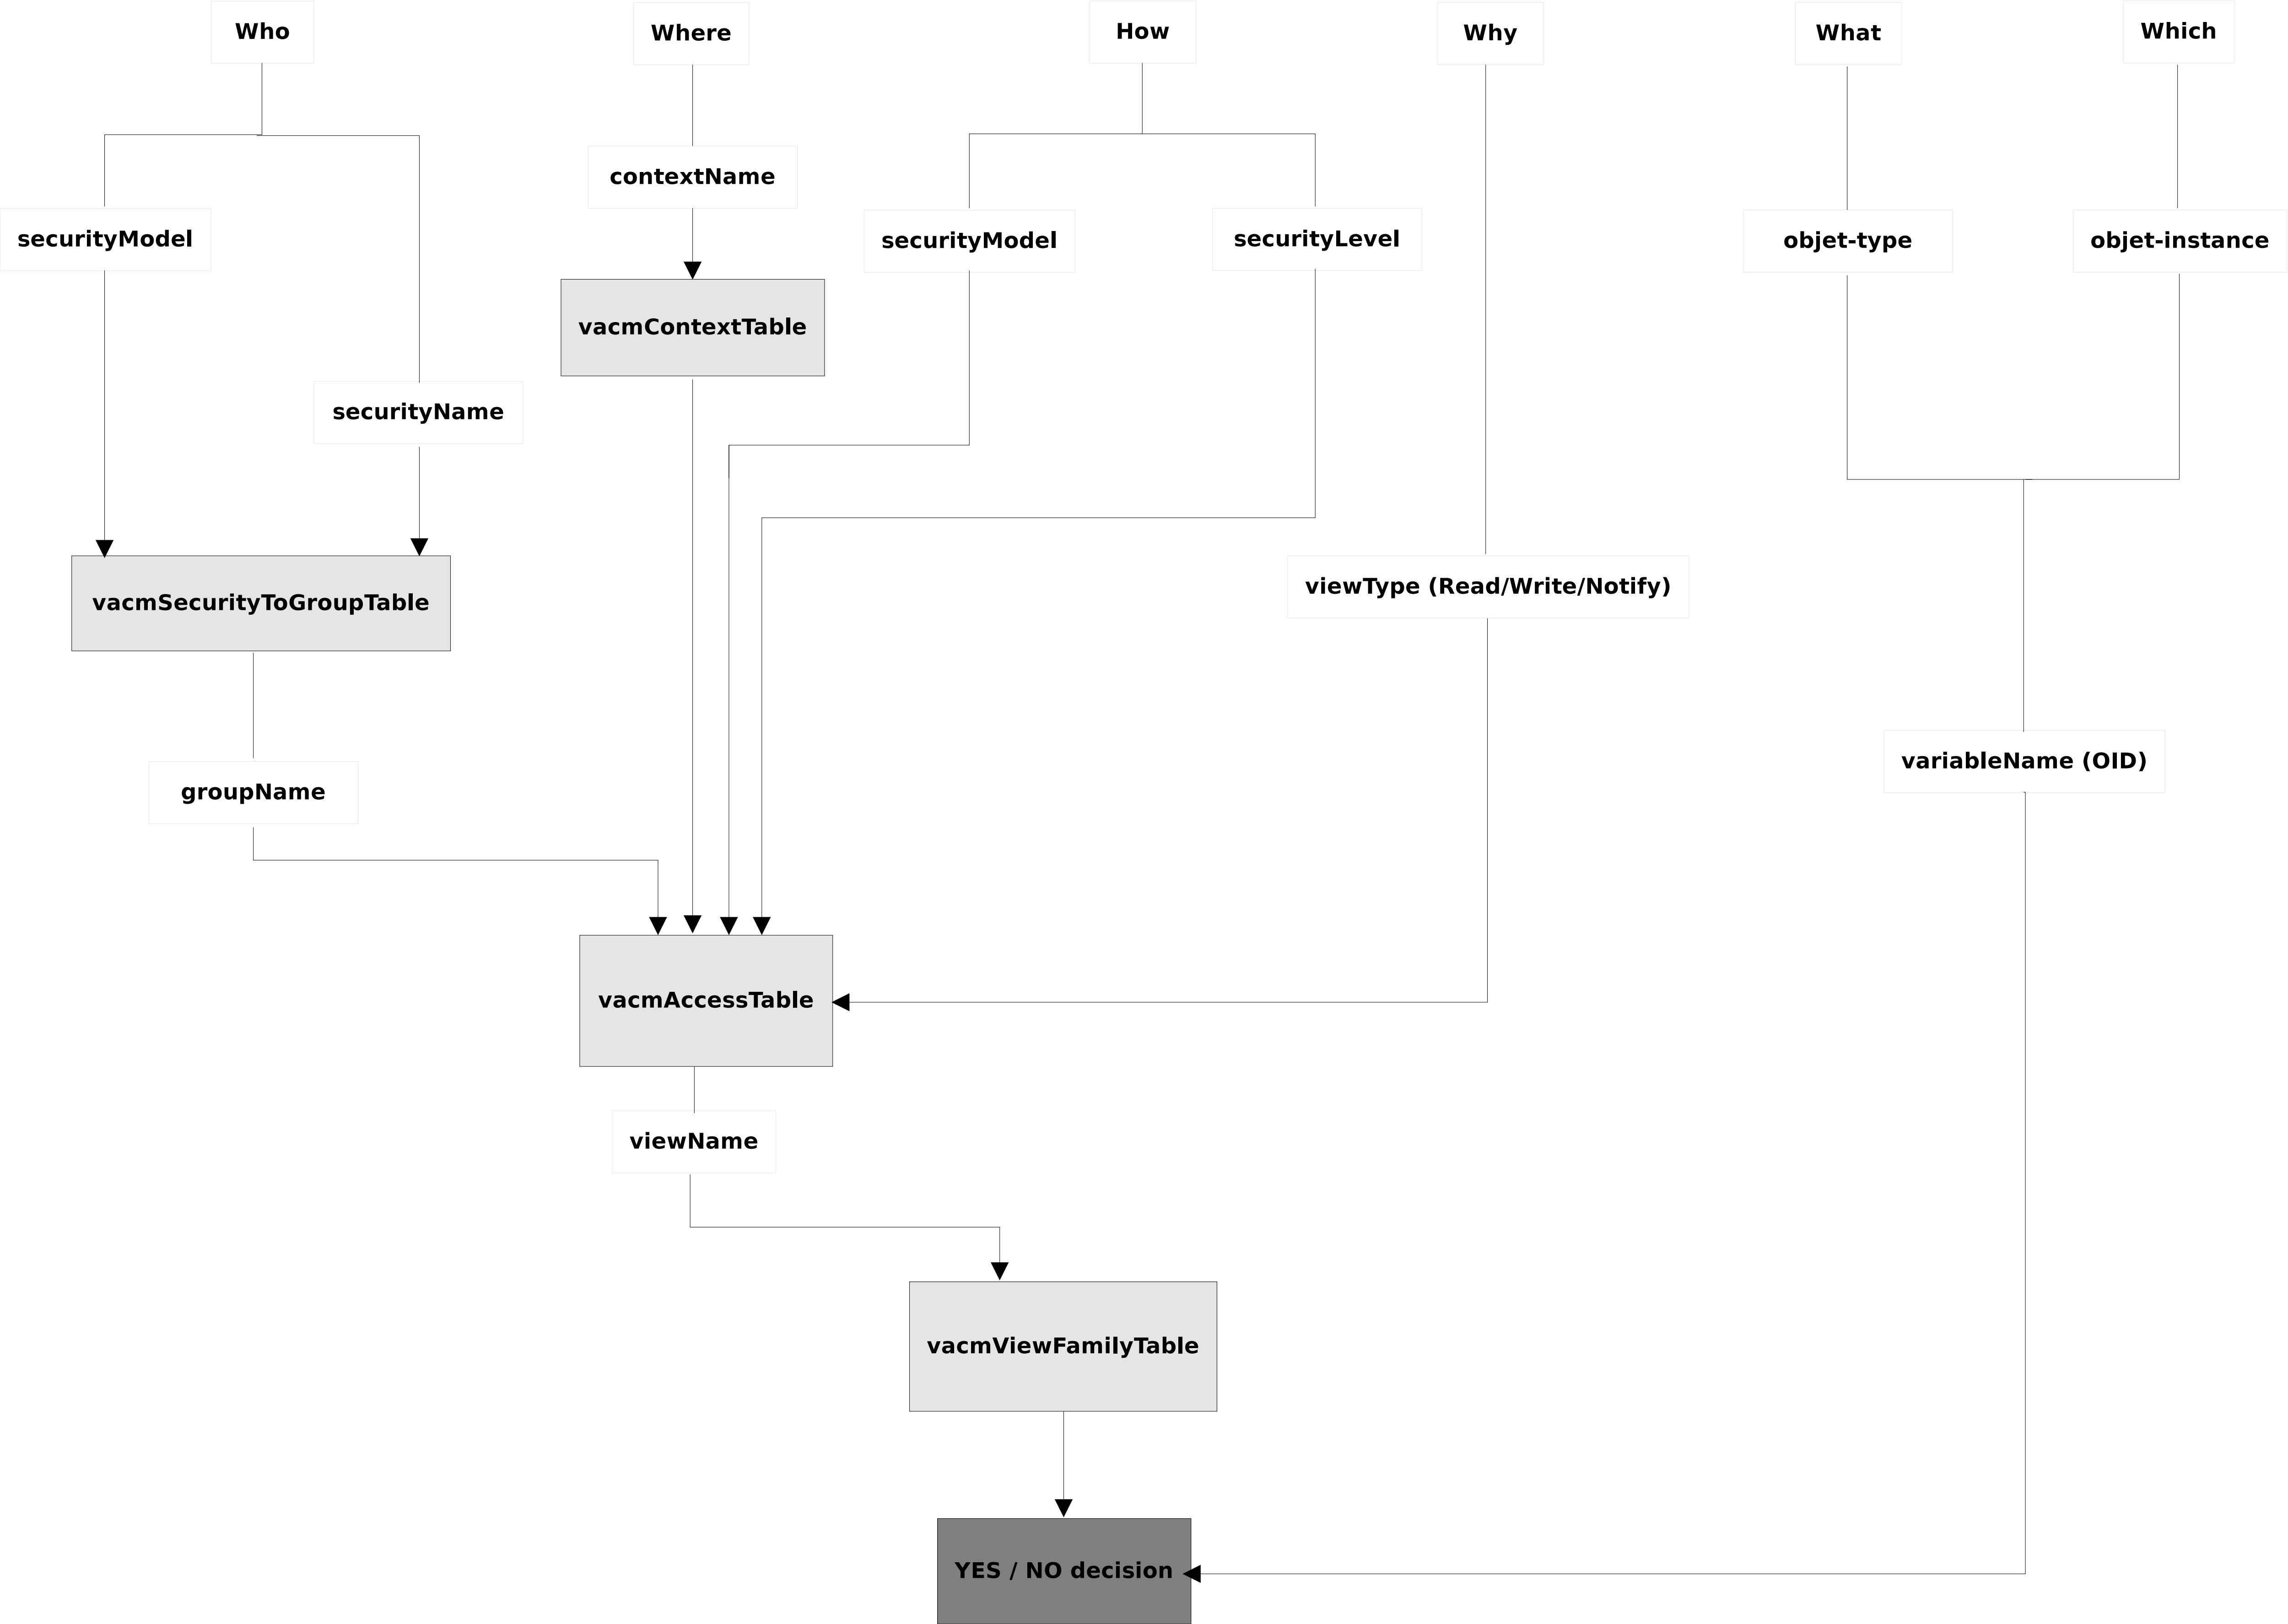 Who
Where
How
Why
What
Which
contextName
securityModel
securityModel
securityLevel
objet-type
objet-instance
vacmContextTable
securityName
viewType (Read/Write/Notify)
vacmSecurityToGroupTable
variableName (OID)
groupName
vacmAccessTable
viewName
vacmViewFamilyTable
YES / NO decision